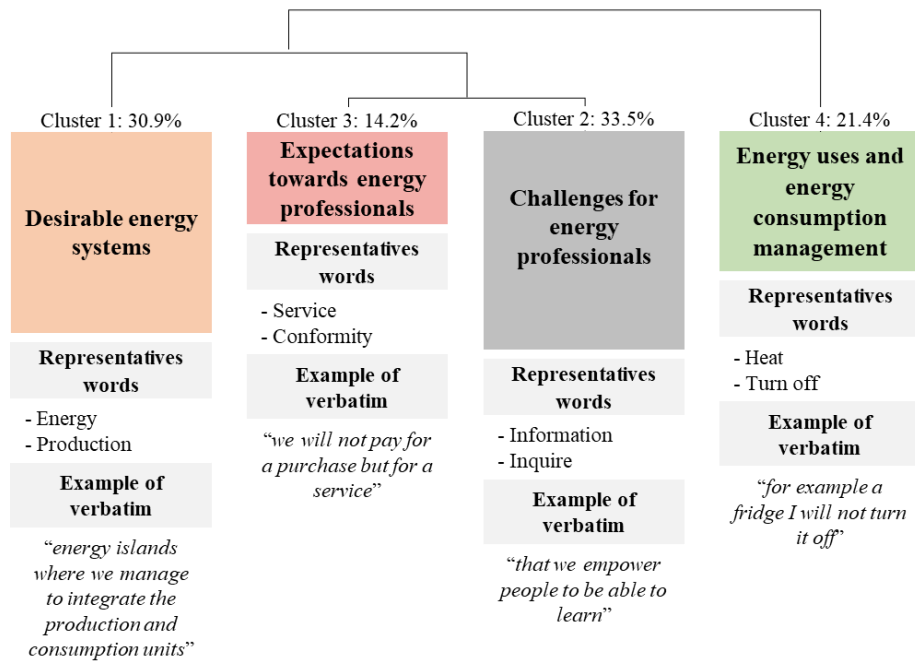 Cluster 1: 30.9%
Desirable energy
systems
Representatives
words
- Energy
- Production
Example of
verbatim
“energy islands
where we manage
to integrate the
production and
consumption units”
Cluster 3: 14.2%
Expectations
towards energy
professionals
Representatives
words
- Service
- Conformity
Example of
verbatim
“we will not pay for
a purchase but for a
service”
Cluster 2: 33.5%
Challenges for
energy
professionals
Representatives
words
- Information
- Inquire
Example of
verbatim
“that we empower
people to be able to
learn”
Cluster 4: 21.4%
Energy uses and
energy
consumption
management
Representatives
words
- Heat
- Turn off
Example of
verbatim
“for example a
fridge I will not turn
it off”